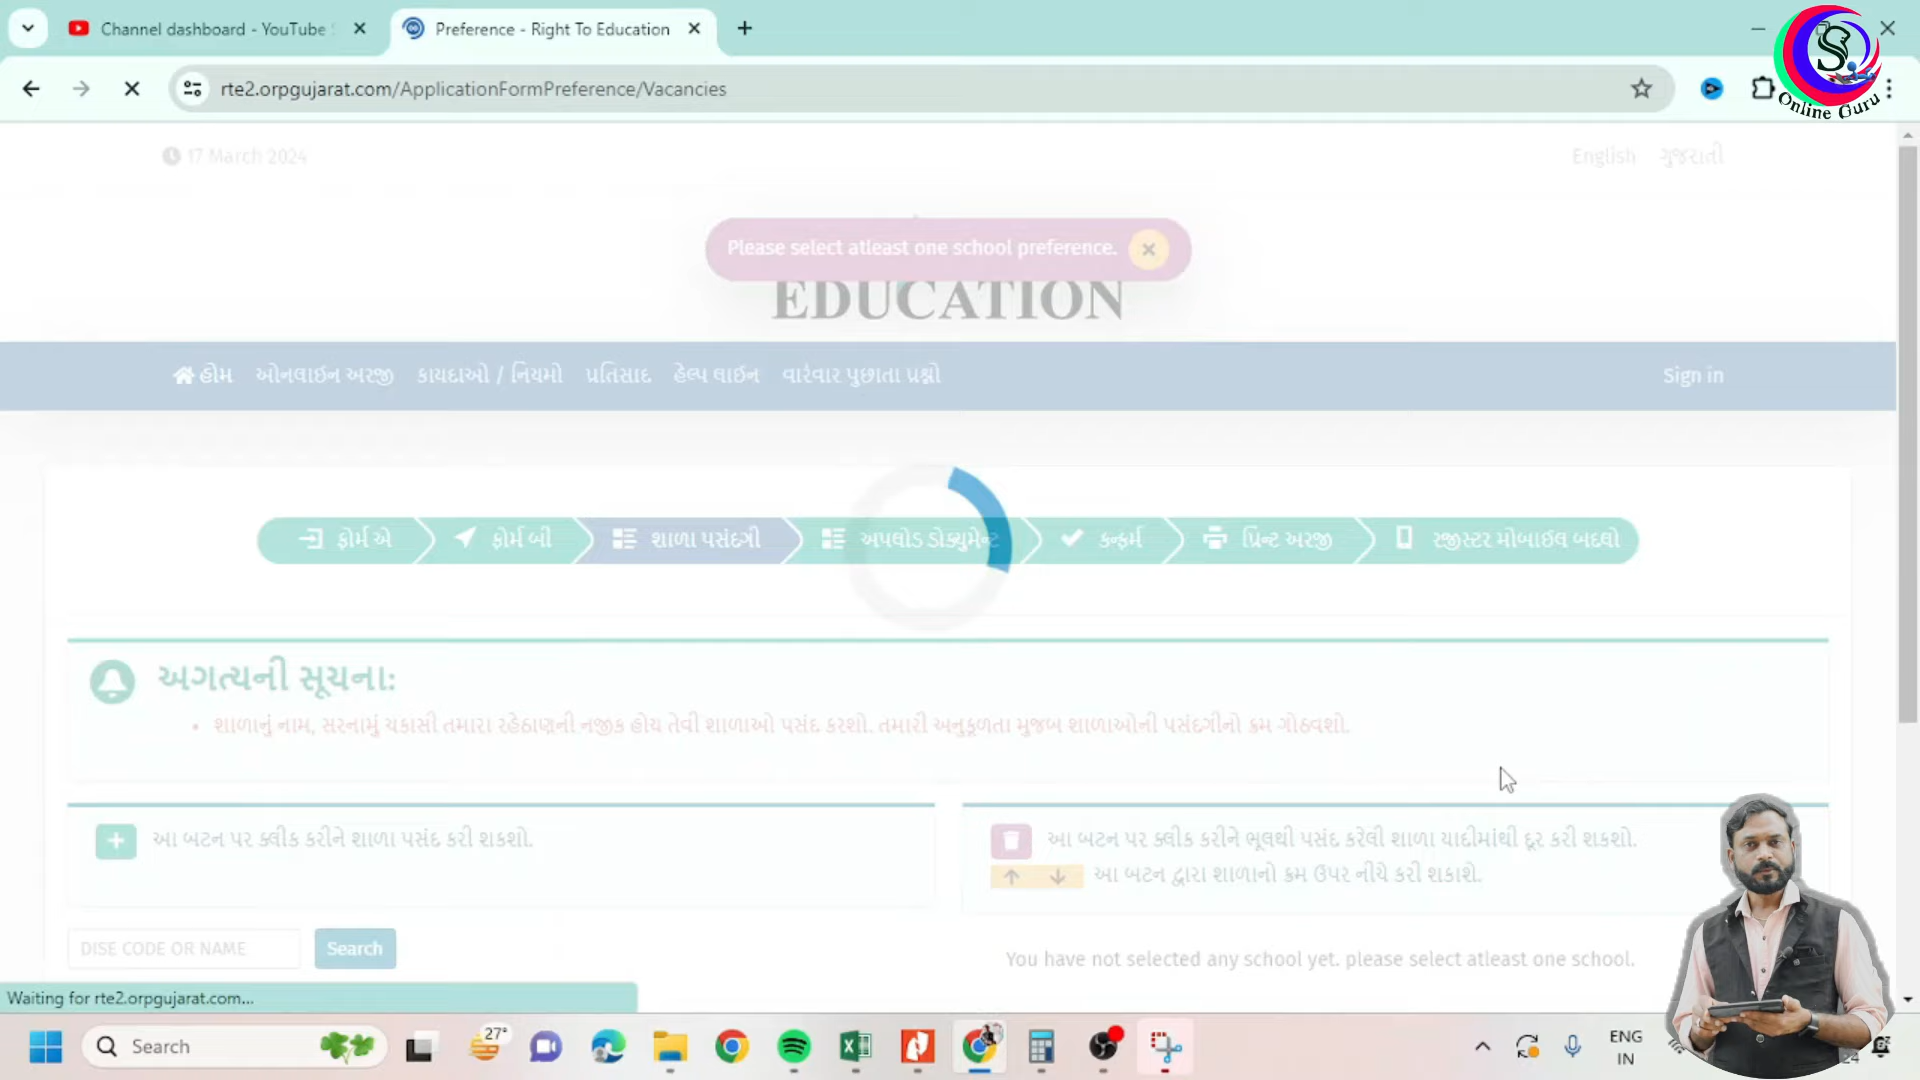 Channel dashboard - YouTube
Preference - Right To Education
rte2.orpgujarat.com/ApplicationFormPreference/Vacancies
S
Online Guru
17 March 2024
English ગુજરાતી
Please select atleast one school preference.
EDUCATION
હોમ ઓનલાઇન અરજી કાયદાઓ / નિયમો પ્રતિસાદ હેલ્પ લાઈન વારંવાર પુછાતા પ્રશ્નો Sign in
ફોર્મ એ ફોર્મ બી શાળા પસંદગી અપલોડ ડોક્યુમેન્ટ કન્ફર્મ પ્રિન્ટ અરજી રજીસ્ટર મોબાઈલ બદલો
અગત્યની સૂચના:
• શાળાનું નામ, સરનામું ચકાસી તમારા રહેઠાણની નજીક હોય તેવી શાળાઓ પસંદ કરશો. તમારી અનુકૂળતા મુજબ શાળાઓની પસંદગીનો ક્રમ ગોઠવશો.
આ બટન પર ક્લીક કરીને શાળા પસંદ કરી શકશો.
આ બટન પર ક્લીક કરીને ભૂલથી પસંદ કરેલી શાળા યાદીમાંથી દૂર કરી શકશો.
આ બટન દ્વારા શાળાનો ક્રમ ઉપર નીચે કરી શકાશે.
DISE CODE OR NAME Search
You have not selected any school yet. please select atleast one school.
Waiting for rte2.orpgujarat.com...
Search
27°
ENG
IN